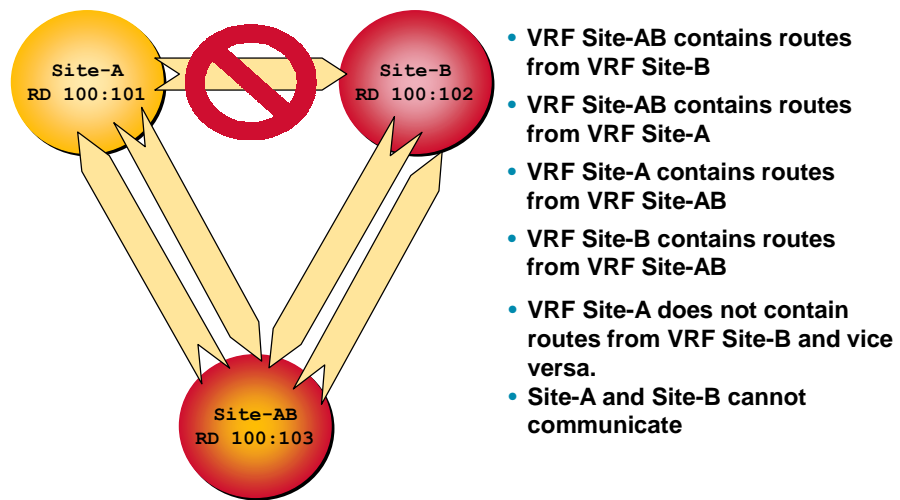 Site-A
RD 100:101
Site-B
RD 100:102
Site-AB
RD 100:103
• VRF Site-AB contains routes
from VRF Site-B
• VRF Site-AB contains routes
from VRF Site-A
• VRF Site-A contains routes
from VRF Site-AB
• VRF Site-B contains routes
from VRF Site-AB
• VRF Site-A does not contain
routes from VRF Site-B and vice
versa.
• Site-A and Site-B cannot
communicate